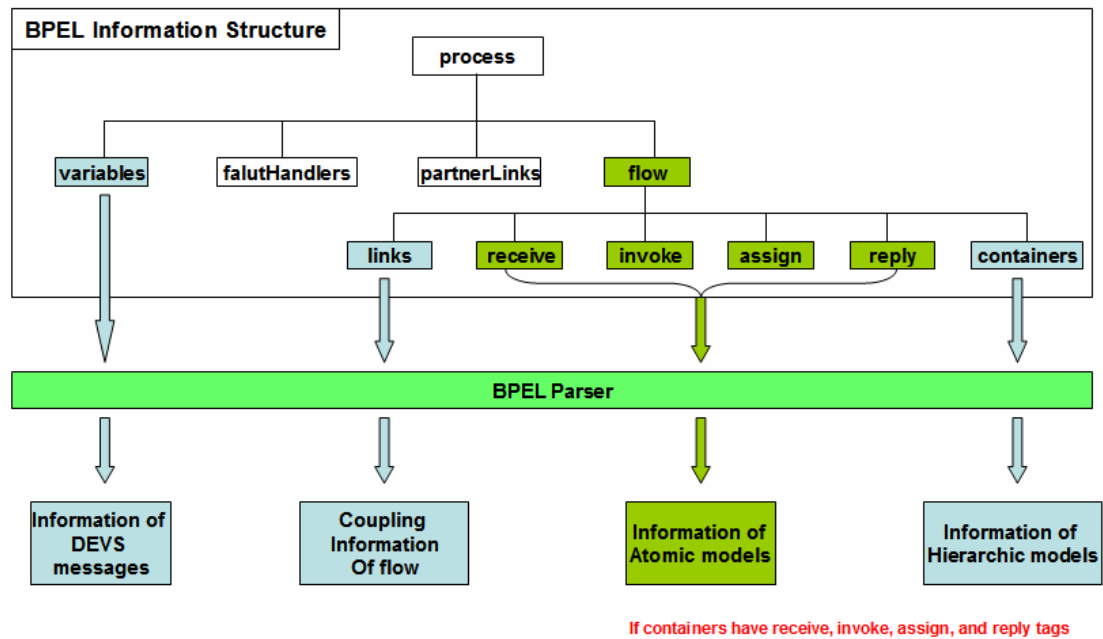 BPEL Information Structure
process
variables
falutHandlers
partnerLinks
flow
links
receive
invoke
assign
reply
containers
BPEL Parser
Information of
DEVS
messages
Coupling
Information
Of flow
Information of
Atomic models
Information of
Hierarchic models
If containers have receive, invoke, assign, and reply tags